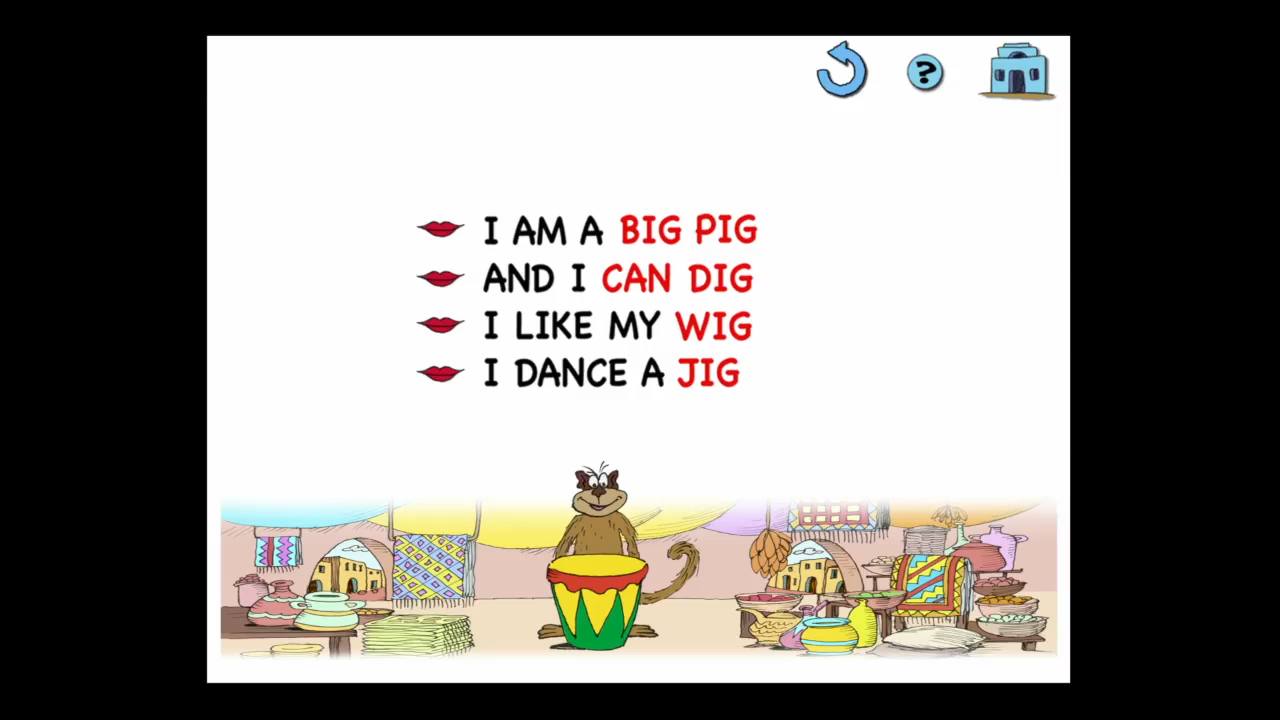 ?
I AM A BIG PIG
AND I CAN DIG
I LIKE MY WIG
I DANCE A JIG